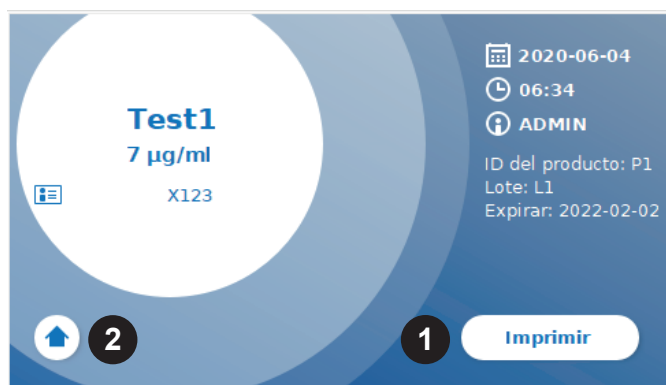 Test1
7 µg/ml
X123
2020-06-04
06:34
ADMIN
ID del producto: P1
Lote: L1
Expirar: 2022-02-02
2
1
Imprimir